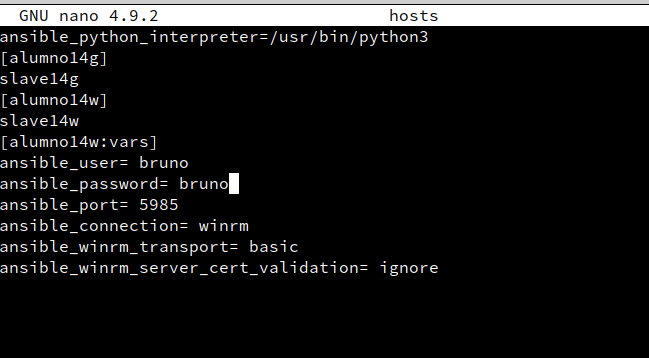 GNU nano 4.9.2 hosts
ansible_python_interpreter=/usr/bin/python3
[alumno14g]
slave14g
[alumno14w]
slave14w
[alumno14w:vars]
ansible_user= bruno
ansible_password= bruno
ansible_port= 5985
ansible_connection= winrm
ansible_winrm_transport= basic
ansible_winrm_server_cert_validation= ignore